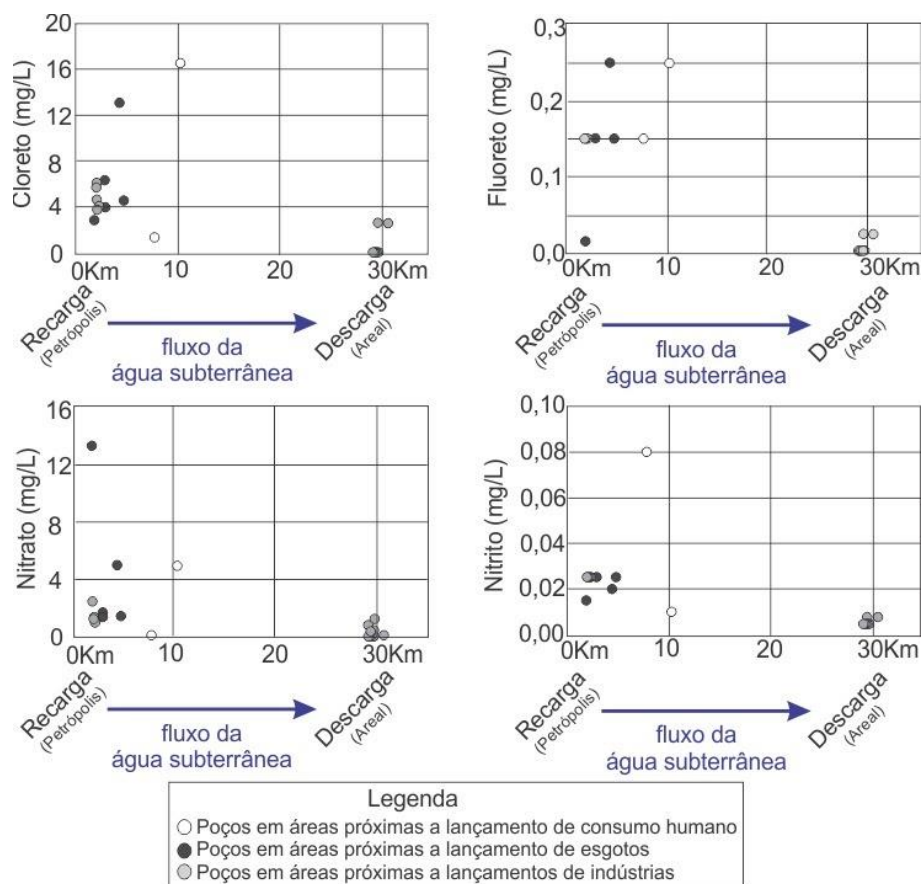 Cloreto (mg/L)
20
16
12
8
4
0
0Km
10
20
30Km
Recarga
(Petrópolis)
Descarga
(Areal)
fluxo da
água subterrânea
Fluoreto (mg/L)
0,3
0,2
0,1
0,0
0Km
10
20
30Km
Recarga
(Petrópolis)
Descarga
(Areal)
fluxo da
água subterrânea
Nitrato (mg/L)
16
12
8
4
0
0Km
10
20
30Km
Recarga
(Petrópolis)
Descarga
(Areal)
fluxo da
água subterrânea
Nitrito (mg/L)
0,10
0,08
0,06
0,04
0,02
0,00
0Km
10
20
30Km
Recarga
(Petrópolis)
Descarga
(Areal)
fluxo da
água subterrânea
Legenda
Poços em áreas próximas a lançamento de consumo humano
Poços em áreas próximas a lançamento de esgotos
Poços em áreas próximas a lançamentos de indústrias